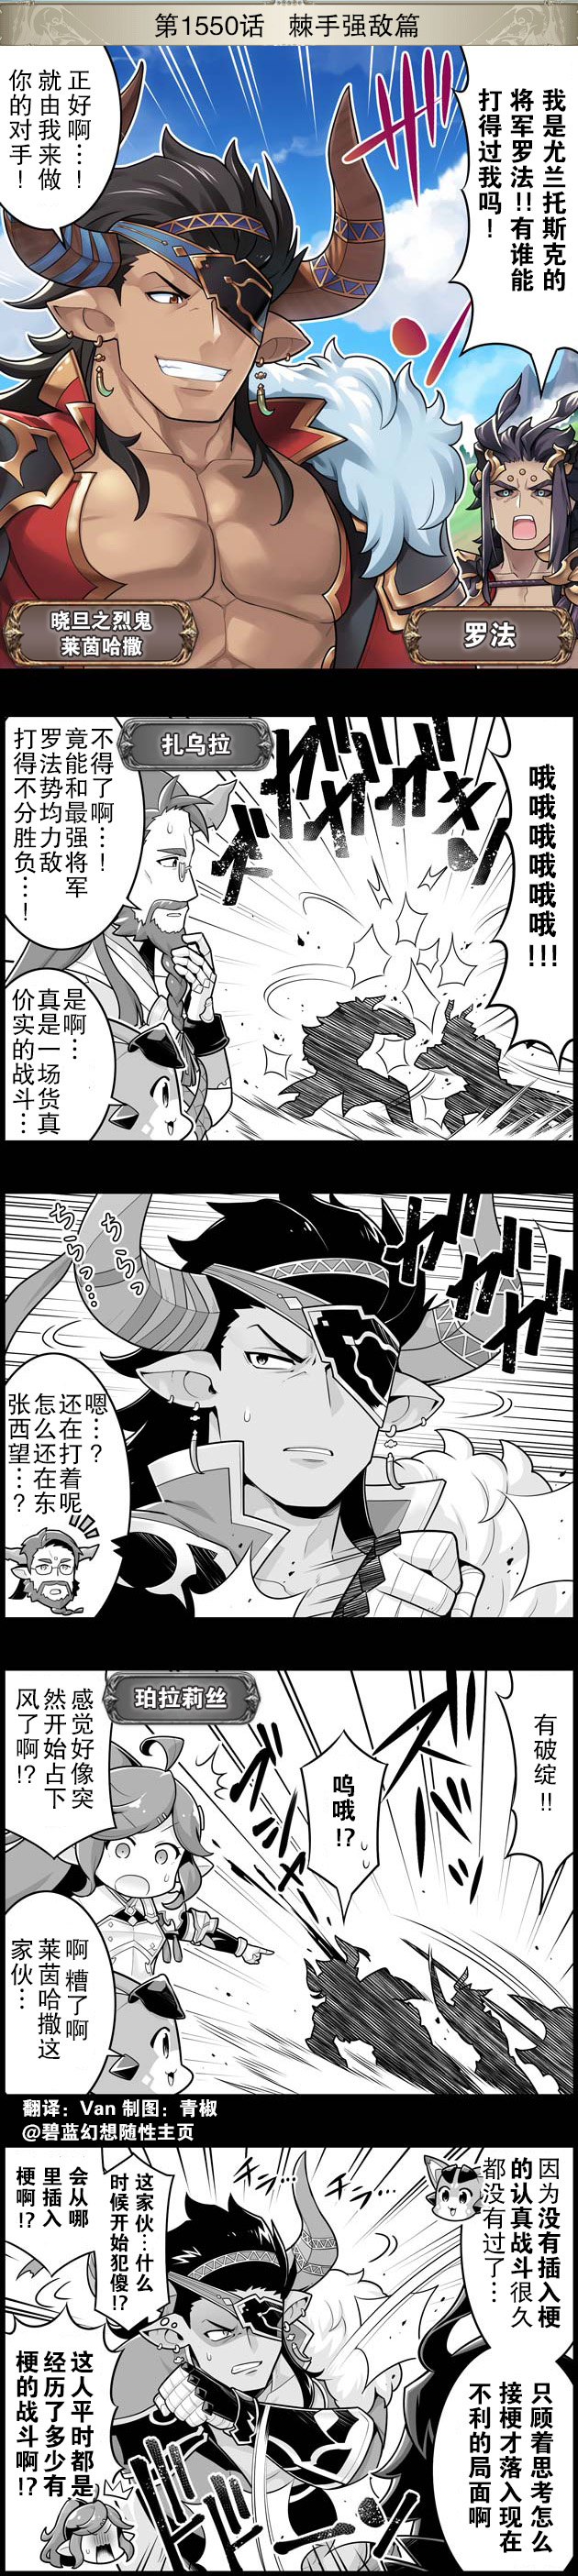 第1550话　棘手强敌篇
我是尤兰托斯克的
将军罗法!!有谁能
打得过我吗！
正好啊…！
就由我来做
你的对手！
晓旦之烈鬼
莱茵哈撒
罗法
扎乌拉
哦哦哦哦哦哦!!!
不得了啊…！
竟能和最强将军
罗法势均力敌
打得不分胜负…！
是啊…
真是一场货真
价实的战斗…
ちらっ
ちらっ…
嗯…？
还在打着呢
怎么还在东
张西望…？
珀拉莉丝
有破绽!!
呜哦!?
感觉好像突
然开始占下
风了啊!?
啊 糟了啊
莱茵哈撒这
家伙…
翻译：Van 制图：青椒
@碧蓝幻想随性主页
因为没有插入梗
的认真战斗很久
都没有过了…
只顾着思考怎么
接梗才落入现在
不利的局面啊
这家伙…什么
时候开始犯傻!?
会从哪
里插入
梗啊!?
这人平时都是
经历了多少有
梗的战斗啊!?